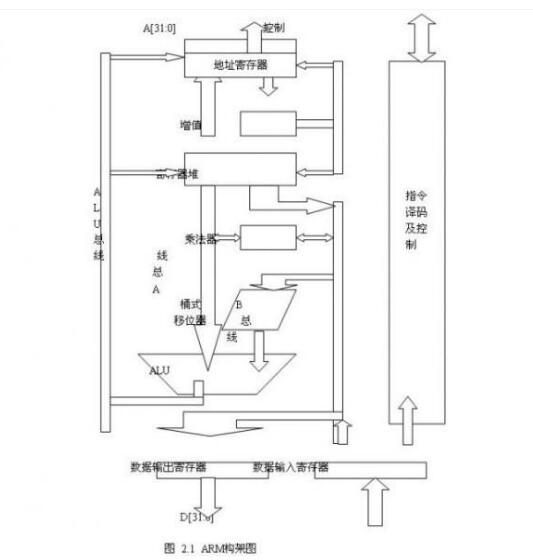 A[31:0]
控制
地址寄存器
增值
寄存器堆
A
L
U
总
线
指令
译码
及控
制
乘法器
线
总
A
桶式
移位器
B
总
线
ALU
数据输出寄存器
数据输入寄存器
D[31:0]
图 2.1 ARM构架图